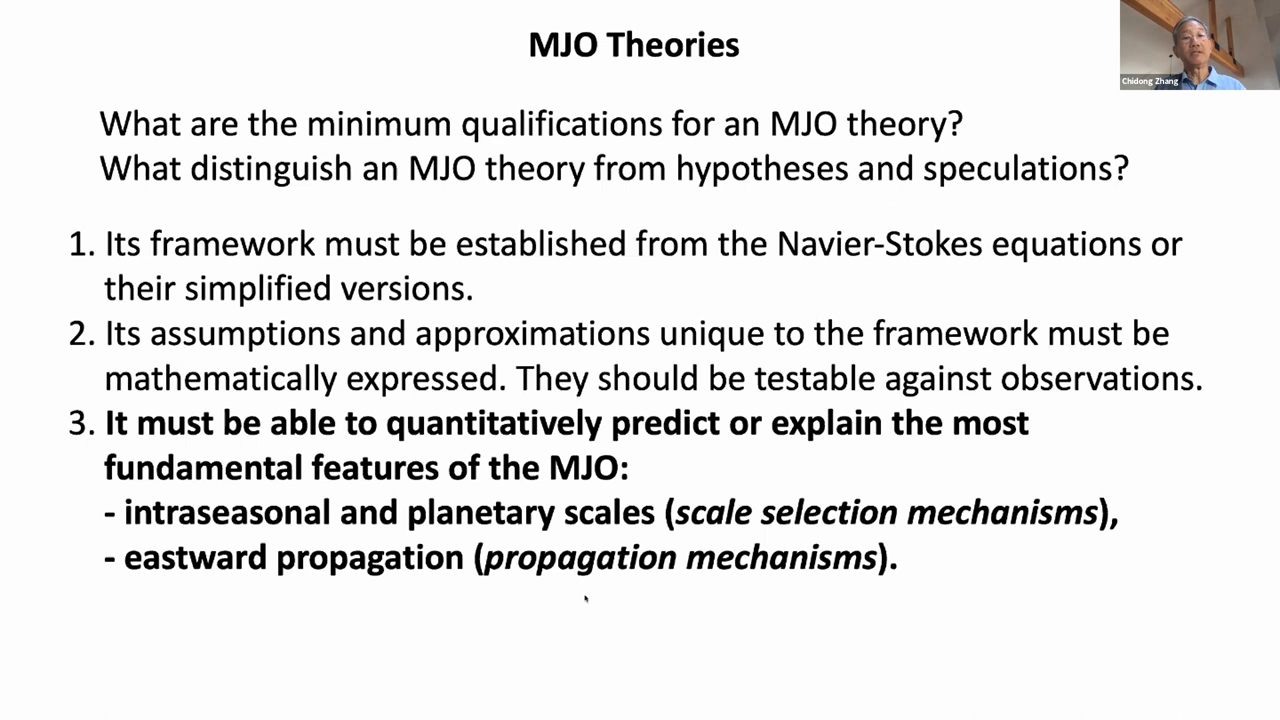 MJO Theories
Chidong Zhang
What are the minimum qualifications for an MJO theory?
What distinguish an MJO theory from hypotheses and speculations?
1. Its framework must be established from the Navier-Stokes equations or
their simplified versions.
2. Its assumptions and approximations unique to the framework must be
mathematically expressed. They should be testable against observations.
3. It must be able to quantitatively predict or explain the most
fundamental features of the MJO:
- intraseasonal and planetary scales (scale selection mechanisms),
- eastward propagation (propagation mechanisms).